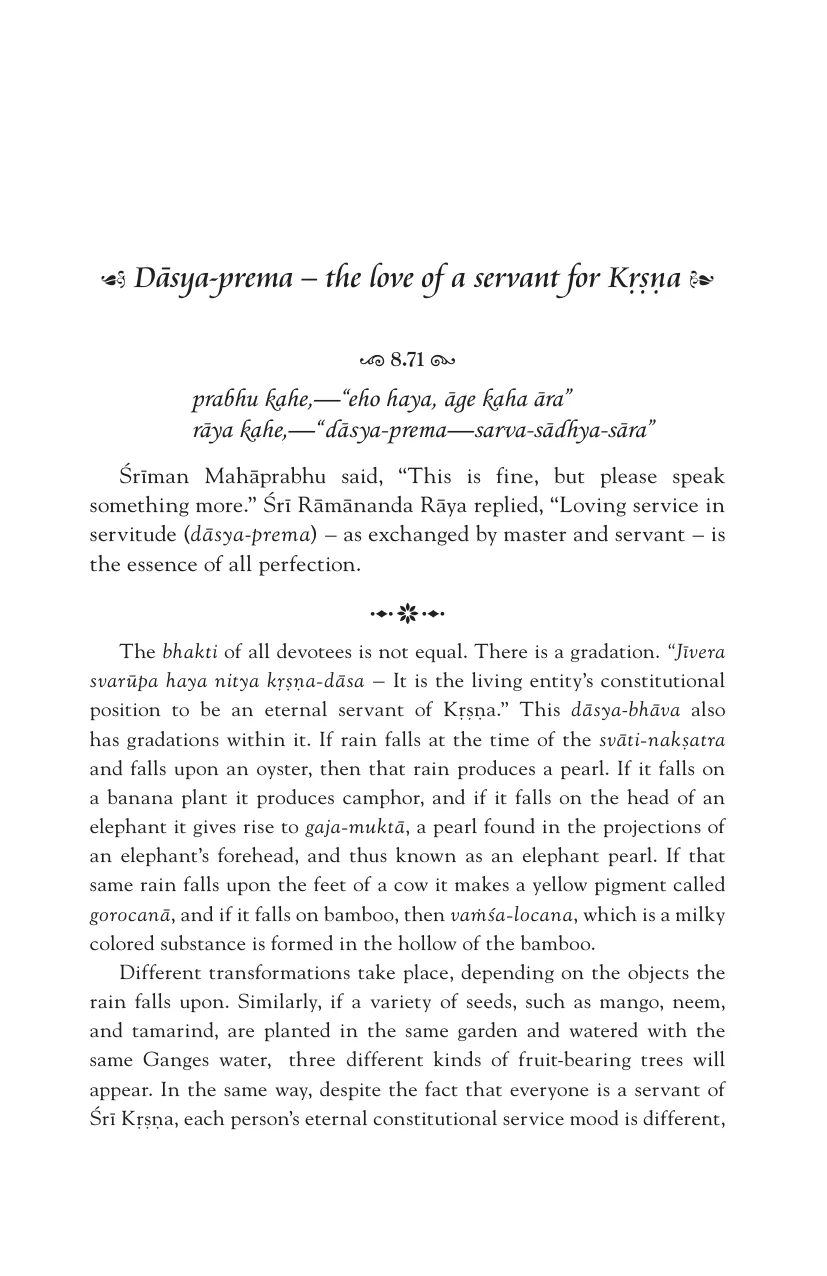 Dāsya-prema – the love of a servant for Kṛṣṇa
8.71
prabhu kahe,—“eho haya, āge kaha āra”
rāya kahe,—“dāsya-prema—sarva-sādhya-sāra”
Śrīman Mahāprabhu said, “This is fine, but please speak
something more.” Śrī Rāmānanda Rāya replied, “Loving service in
servitude (dāsya-prema) – as exchanged by master and servant – is
the essence of all perfection.
The bhakti of all devotees is not equal. There is a gradation. “Jīvera
svarūpa haya nitya kṛṣṇa-dāsa – It is the living entity’s constitutional
position to be an eternal servant of Kṛṣṇa.” This dāsya-bhāva also
has gradations within it. If rain falls at the time of the svāti-nakṣatra
and falls upon an oyster, then that rain produces a pearl. If it falls on
a banana plant it produces camphor, and if it falls on the head of an
elephant it gives rise to gaja-muktā, a pearl found in the projections of
an elephant’s forehead, and thus known as an elephant pearl. If that
same rain falls upon the feet of a cow it makes a yellow pigment called
gorocanā, and if it falls on bamboo, then vaṁśa-locana, which is a milky
colored substance is formed in the hollow of the bamboo.
Different transformations take place, depending on the objects the
rain falls upon. Similarly, if a variety of seeds, such as mango, neem,
and tamarind, are planted in the same garden and watered with the
same Ganges water, three different kinds of fruit-bearing trees will
appear. In the same way, despite the fact that everyone is a servant of
Śrī Kṛṣṇa, each person’s eternal constitutional service mood is different,